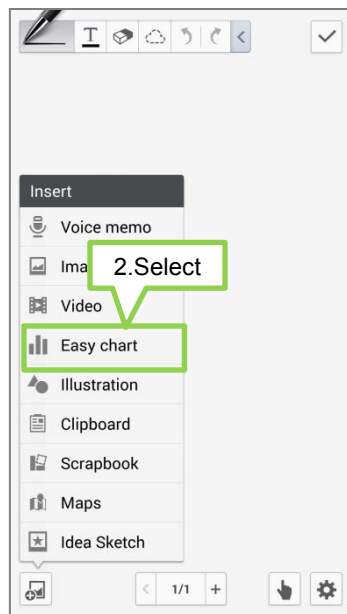 T
Insert
Voice memo
Ima
2.Select
Video
Easy chart
Illustration
Clipboard
Scrapbook
Maps
Idea Sketch
1/1 +